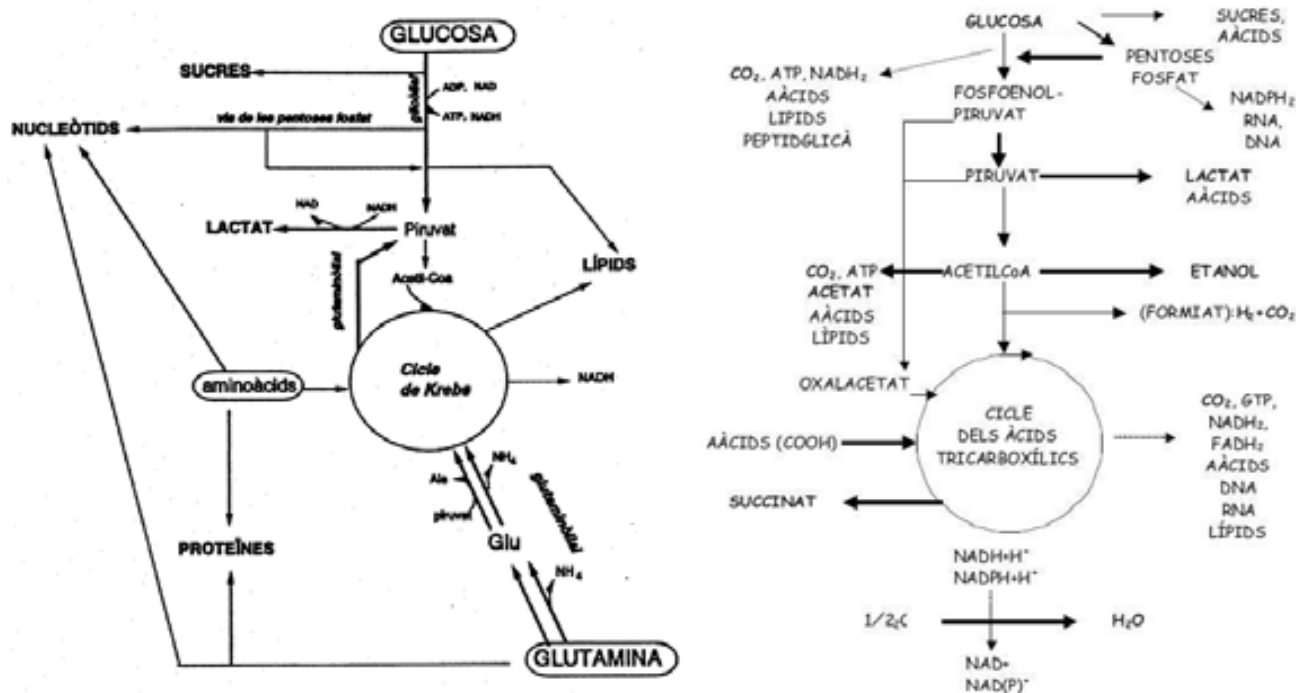 GLUCOSA
SUCRES
glicòlisi
ADP, NAD
ATP, NADH
via de les pentoses fosfat
NUCLEÒTIDS
NAD
NADH
LACTAT
Piruvat
LÍPIDS
glutaminòlisi
Acetil-Coa
Cicle
de Krebs
NADH
aminoàcids
Ala
NH₄
piruvat
glutaminòlisi
Glu
PROTEÏNES
NH₄
GLUTAMINA
GLUCOSA
SUCRES,
AÀCIDS
PENTOSES
FOSFAT
CO₂, ATP, NADH₂
AÀCIDS
LIPIDS
PEPTIDGLICÀ
FOSFOENOL-
PIRUVAT
NADPH₂
RNA,
DNA
PIRUVAT
LACTAT
AÀCIDS
CO₂, ATP
ACETAT
AÀCIDS
LÌPIDS
ACETILCoA
ETANOL
(FORMIAT):H₂+CO₂
OXALACETAT
CICLE
DELS ÀCIDS
TRICARBOXÍLICS
CO₂, GTP,
NADH₂,
FADH₂
AÀCIDS
DNA
RNA
LÍPIDS
AÀCIDS (COOH)
SUCCINAT
NADH+H⁺
NADPH+H⁺
1/2₂C
H₂O
NAD+
NAD(P)⁺